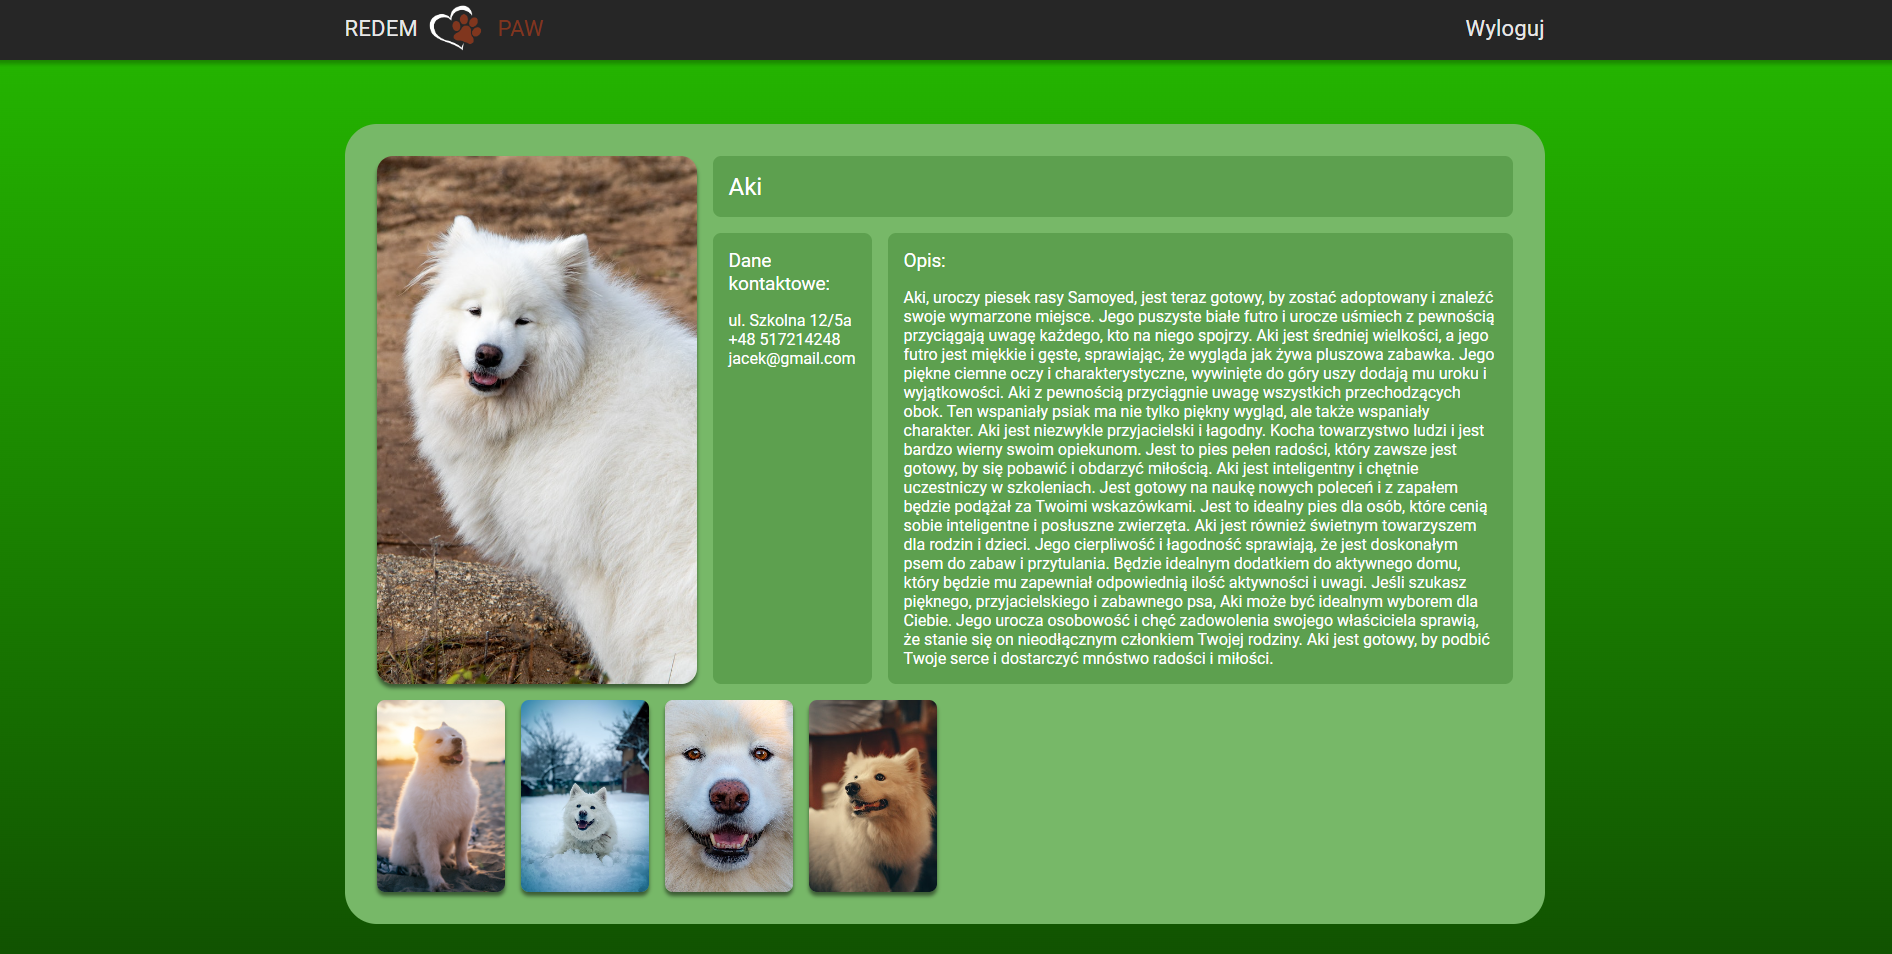 REDEM PAW
Wyloguj
Aki
Dane
kontaktowe:
ul. Szkolna 12/5a
+48 517214248
jacek@gmail.com
Opis:
Aki, uroczy piesek rasy Samoyed, jest teraz gotowy, by zostać adoptowany i znaleźć
swoje wymarzone miejsce. Jego puszyste białe futro i urocze uśmiech z pewnością
przyciągają uwagę każdego, kto na niego spojrzy. Aki jest średniej wielkości, a jego
futro jest miękkie i gęste, sprawiając, że wygląda jak żywa pluszowa zabawka. Jego
piękne ciemne oczy i charakterystyczne, wywinięte do góry uszy dodają mu uroku i
wyjątkowości. Aki z pewnością przyciągnie uwagę wszystkich przechodzących
obok. Ten wspaniały psiak ma nie tylko piękny wygląd, ale także wspaniały
charakter. Aki jest niezwykle przyjacielski i łagodny. Kocha towarzystwo ludzi i jest
bardzo wierny swoim opiekunom. Jest to pies pełen radości, który zawsze jest
gotowy, by się pobawić i obdarzyć miłością. Aki jest inteligentny i chętnie
uczestniczy w szkoleniach. Jest gotowy na naukę nowych poleceń i z zapałem
będzie podążał za Twoimi wskazówkami. Jest to idealny pies dla osób, które cenią
sobie inteligentne i posłuszne zwierzęta. Aki jest również świetnym towarzyszem
dla rodzin i dzieci. Jego cierpliwość i łagodność sprawiają, że jest doskonałym
psem do zabaw i przytulania. Będzie idealnym dodatkiem do aktywnego domu,
który będzie mu zapewniał odpowiednią ilość aktywności i uwagi. Jeśli szukasz
pięknego, przyjacielskiego i zabawnego psa, Aki może być idealnym wyborem dla
Ciebie. Jego urocza osobowość i chęć zadowolenia swojego właściciela sprawią,
że stanie się on nieodłącznym członkiem Twojej rodziny. Aki jest gotowy, by podbić
Twoje serce i dostarczyć mnóstwo radości i miłości.